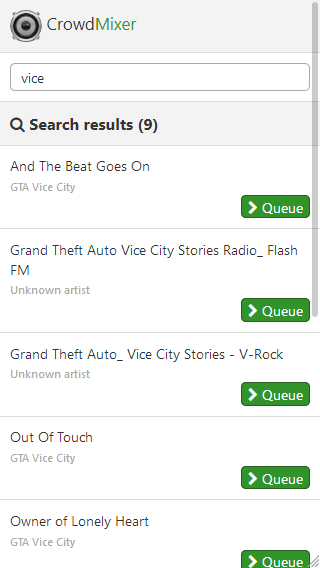 CrowdMixer
vice
Search results (9)
And The Beat Goes On
GTA Vice City
Queue
Grand Theft Auto Vice City Stories Radio_ Flash
FM
Unknown artist
Queue
Grand Theft Auto_ Vice City Stories - V-Rock
Unknown artist
Queue
Out Of Touch
GTA Vice City
Queue
Owner of Lonely Heart
GTA Vice City
Queue